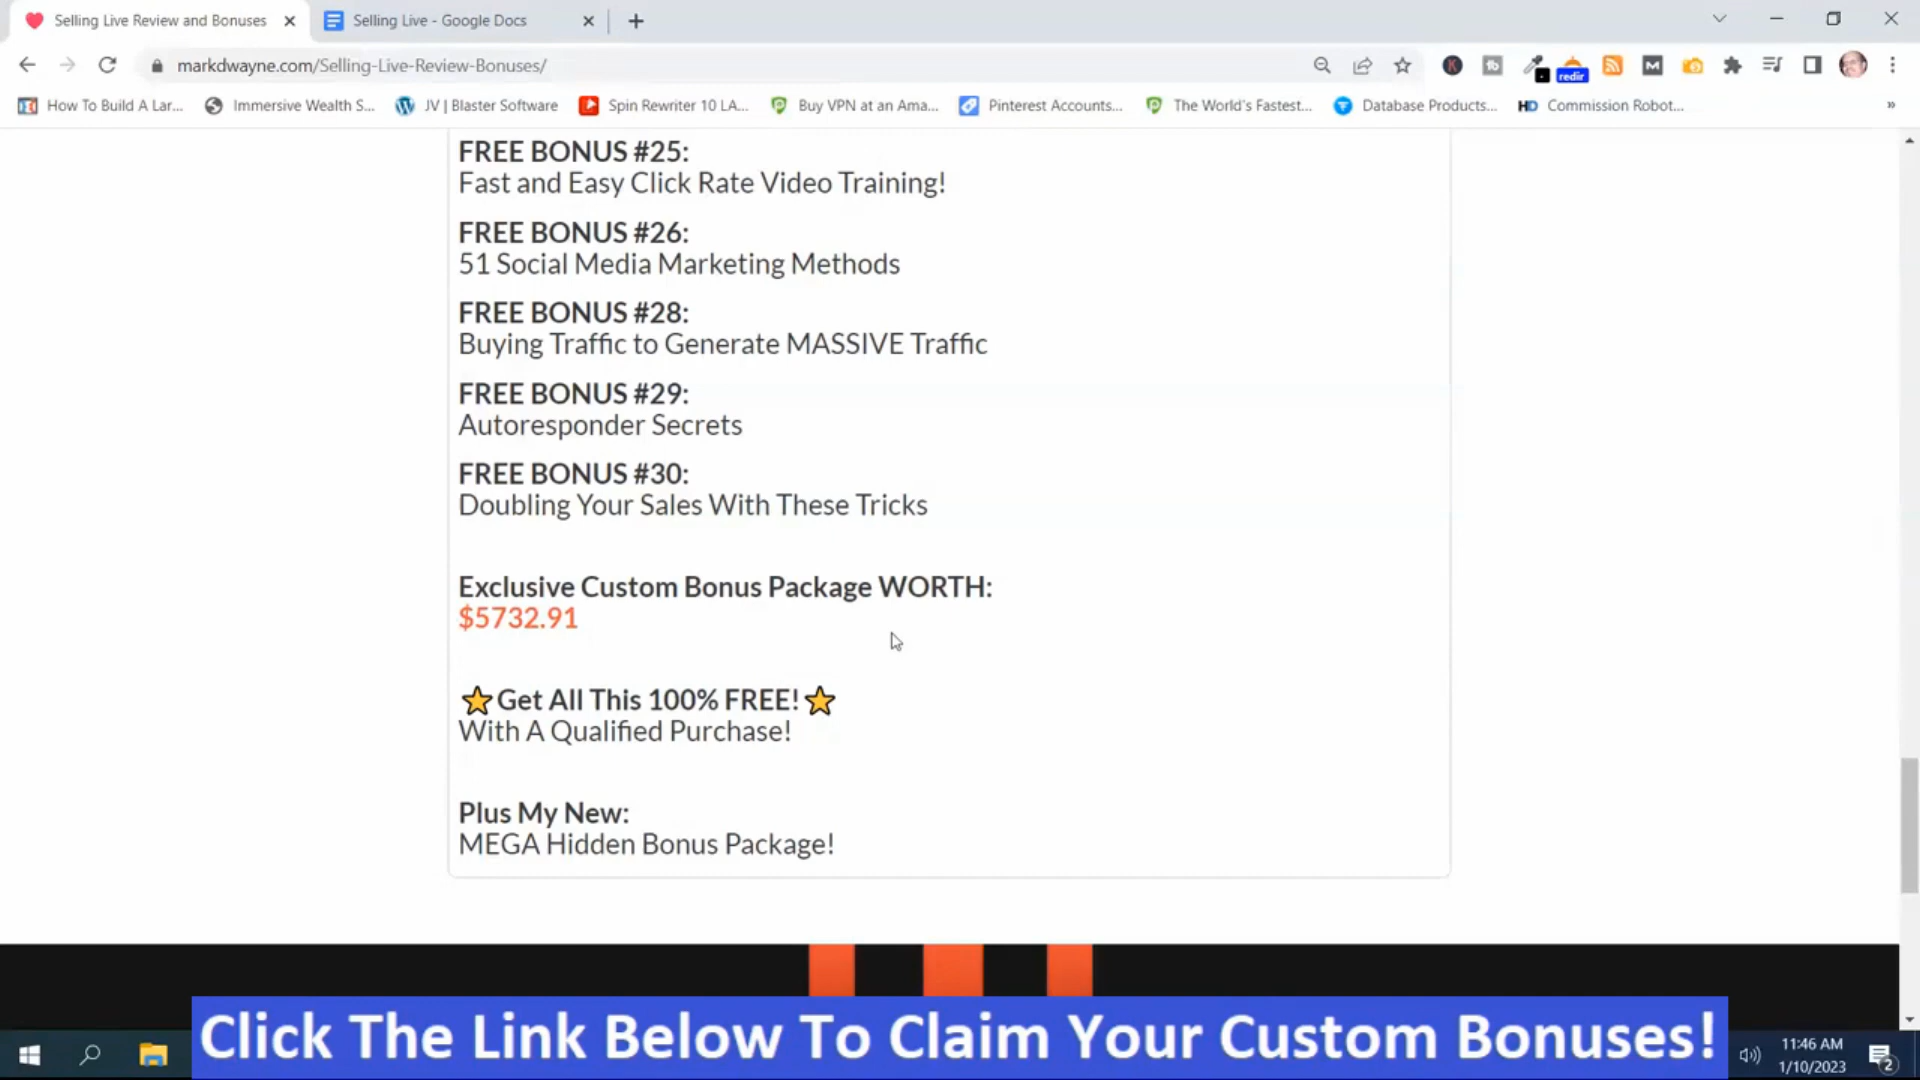 Selling Live Review and Bonuses
Selling Live - Google Docs
markdwayne.com/Selling-Live-Review-Bonuses/
redir
How To Build A Lar...
Immersive Wealth S...
JV | Blaster Software
Spin Rewriter 10 LA...
Buy VPN at an Ama...
Pinterest Accounts...
The World's Fastest...
Database Products...
HD Commission Robot...
FREE BONUS #25:
Fast and Easy Click Rate Video Training!
FREE BONUS #26:
51 Social Media Marketing Methods
FREE BONUS #28:
Buying Traffic to Generate MASSIVE Traffic
FREE BONUS #29:
Autoresponder Secrets
FREE BONUS #30:
Doubling Your Sales With These Tricks
Exclusive Custom Bonus Package WORTH:
$5732.91
⭐Get All This 100% FREE!⭐
With A Qualified Purchase!
Plus My New:
MEGA Hidden Bonus Package!
Click The Link Below To Claim Your Custom Bonuses!
11:46 AM
1/10/2023
2